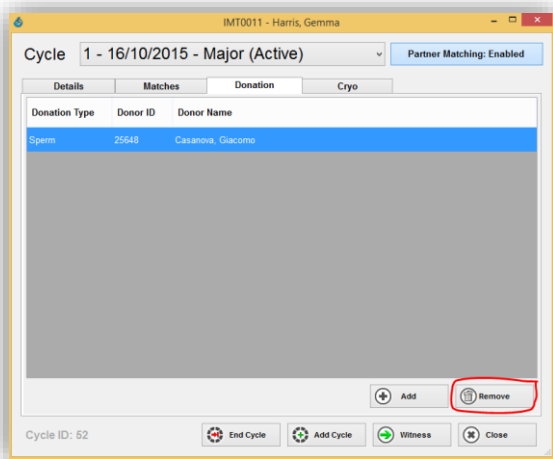 IMT0011 - Harris, Gemma
Cycle 1 - 16/10/2015 - Major (Active) Partner Matching: Enabled
Details Matches Donation Cryo
Donation Type Donor ID Donor Name
Sperm 25648 Casanova, Giacomo
Add Remove
Cycle ID: 52 End Cycle Add Cycle Witness Close